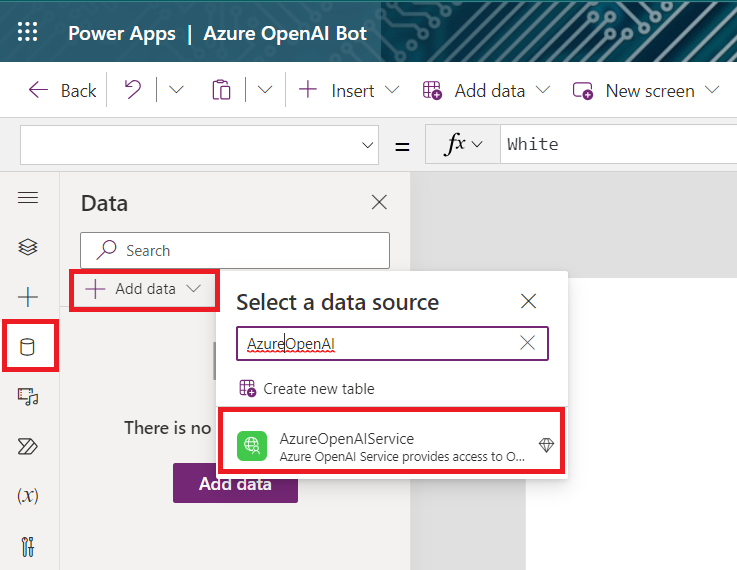 Power Apps | Azure OpenAI Bot
Back Insert Add data New screen
= fx White
Data
Search
Add data
Select a data source
AzureOpenAI
Create new table
There is no
AzureOpenAIService
Azure OpenAI Service provides access to O...
Add data
(x)